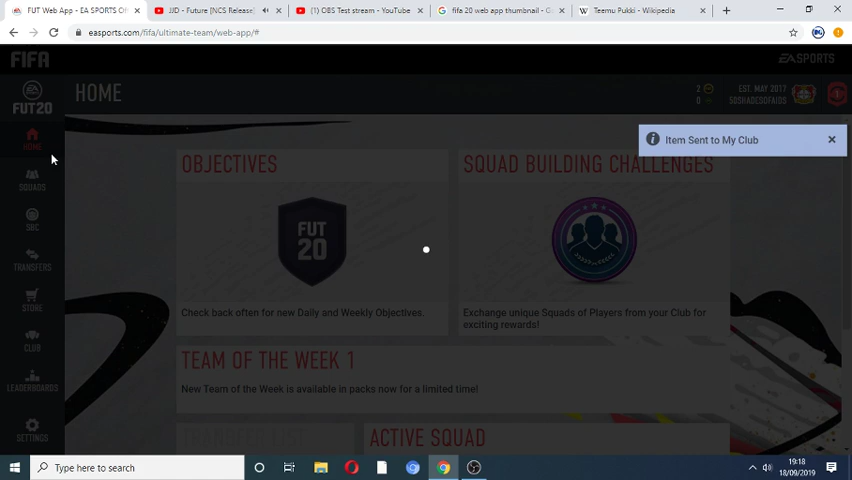 FUT Web App - EA SPORTS Of
JJD - Future [NCS Release]
(1) OBS Test stream - YouTube
fifa 20 web app thumbnail - Go
Teemu Pukki - Wikipedia
easports.com/fifa/ultimate-team/web-app/#
FIFA
EA SPORTS
FUT20
HOME
2
0
EST. MAY 2017
SDSHADESOFAIDS
Item Sent to My Club
HOME
SQUADS
SBC
TRANSFERS
STORE
CLUB
LEADERBOARDS
SETTINGS
OBJECTIVES
FUT
20
Check back often for new Daily and Weekly Objectives.
SQUAD BUILDING CHALLENGES
Exchange unique Squads of Players from your Club for
exciting rewards!
TEAM OF THE WEEK 1
New Team of the Week is available in packs now for a limited time!
TRANSFER LIST
ACTIVE SQUAD
Type here to search
19:18
18/09/2019